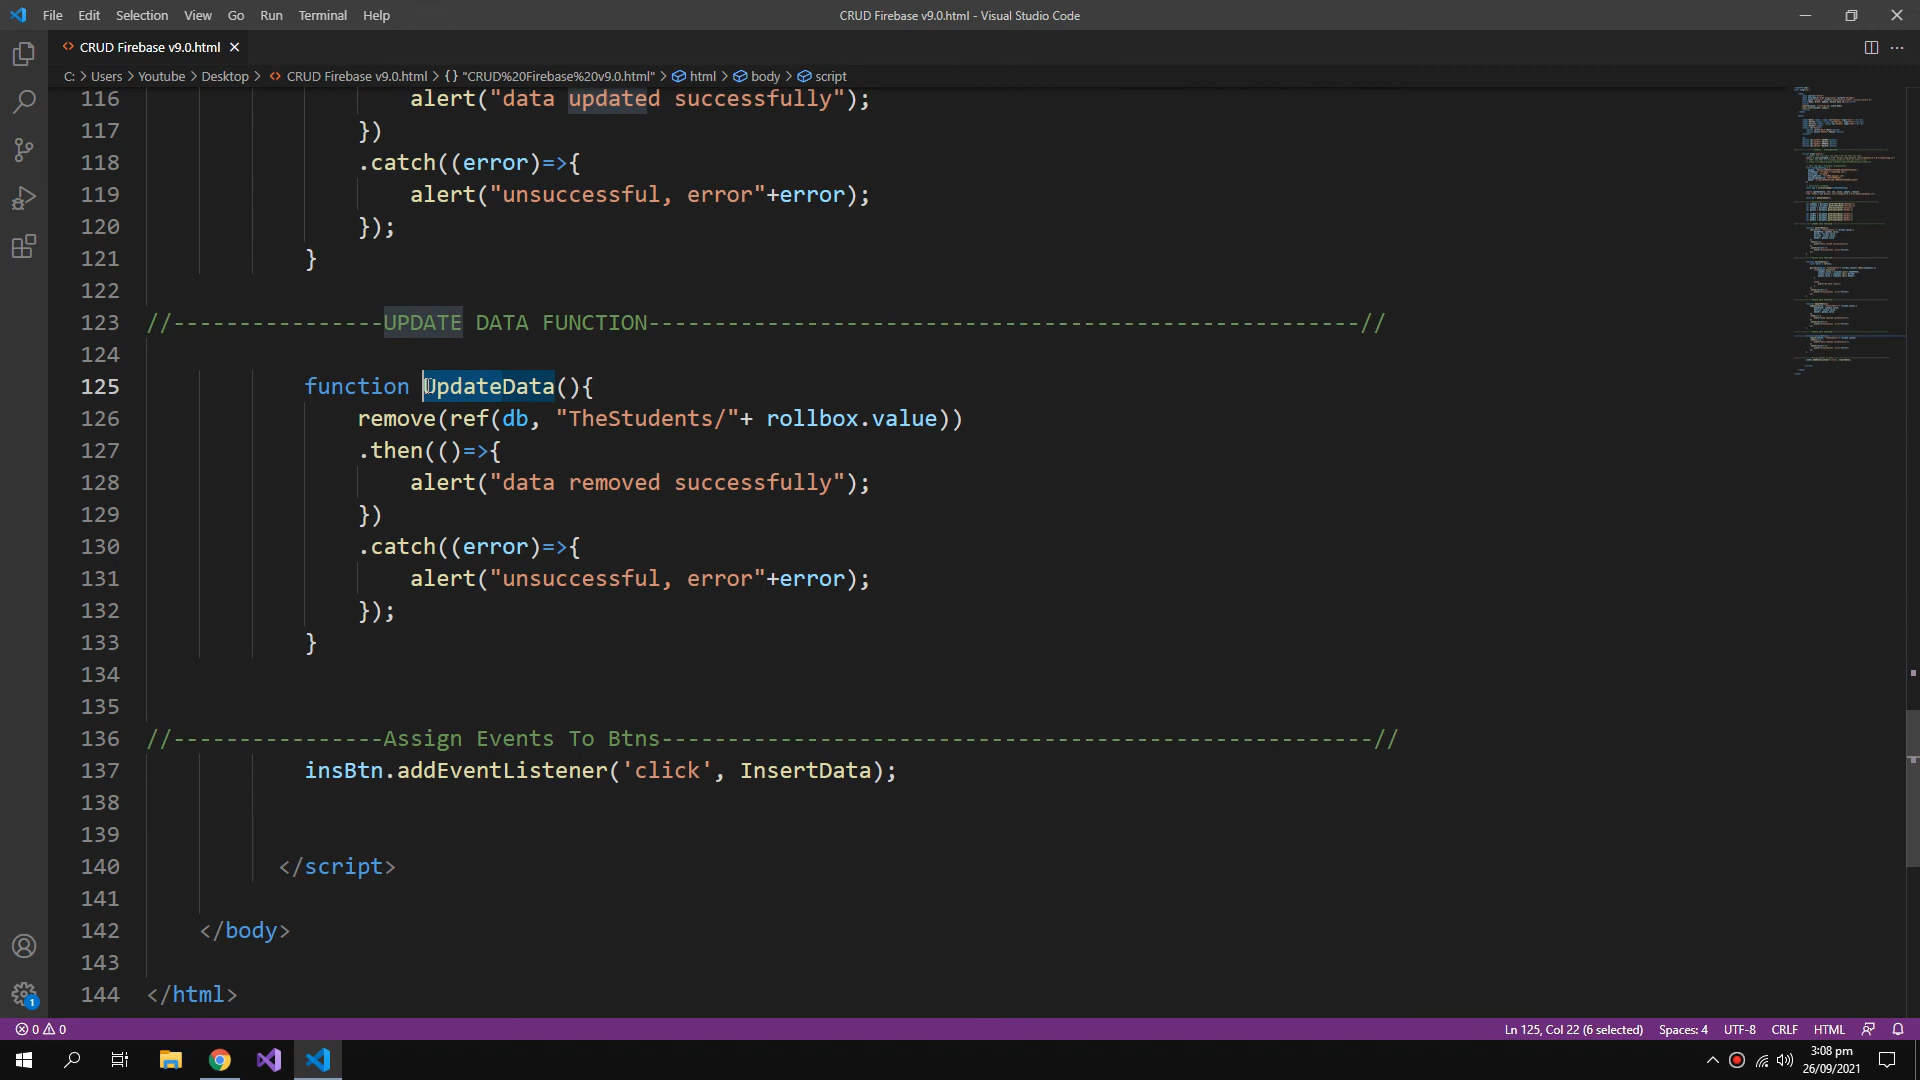 File Edit Selection View Go Run Terminal Help
CRUD Firebase v9.0.html - Visual Studio Code
CRUD Firebase v9.0.html
C: > Users > Youtube > Desktop > CRUD Firebase v9.0.html > {} "CRUD%20Firebase%20v9.0.html" > html > body > script
116 alert("data updated successfully");
117 })
118 .catch((error)=>{
119 alert("unsuccessful, error"+error);
120 });
121 }
122
123 //----------------UPDATE DATA FUNCTION------------------------------------------------------//
124
125 function UpdateData(){
126 remove(ref(db, "TheStudents/"+ rollbox.value))
127 .then(()=>{
128 alert("data removed successfully");
129 })
130 .catch((error)=>{
131 alert("unsuccessful, error"+error);
132 });
133 }
134
135
136 //----------------Assign Events To Btns------------------------------------------------------//
137 insBtn.addEventListener('click', InsertData);
138
139
140 </script>
141
142 </body>
143
144 </html>
1
0 0
Ln 125, Col 22 (6 selected) Spaces: 4 UTF-8 CRLF HTML
3:08 pm
26/09/2021